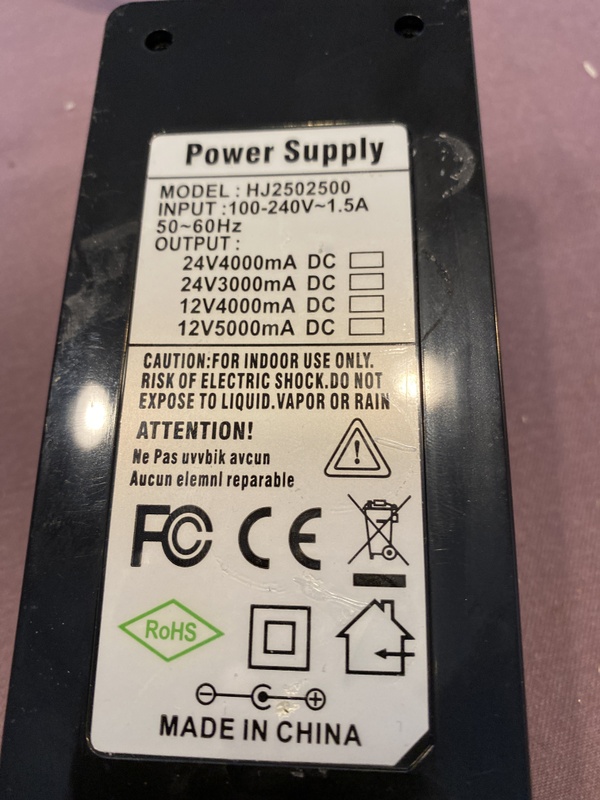 Power Supply
MODEL : HJ2502500
INPUT :100-240V~1.5A
50~60Hz
OUTPUT :
24V4000mA DC
24V3000mA DC
12V4000mA DC
12V5000mA DC
CAUTION:FOR INDOOR USE ONLY.
RISK OF ELECTRIC SHOCK.DO NOT
EXPOSE TO LIQUID.VAPOR OR RAIN
ATTENTION!
Ne Pas uvvbik avcun
Aucun elemnl reparable
FC CE
RoHS
MADE IN CHINA